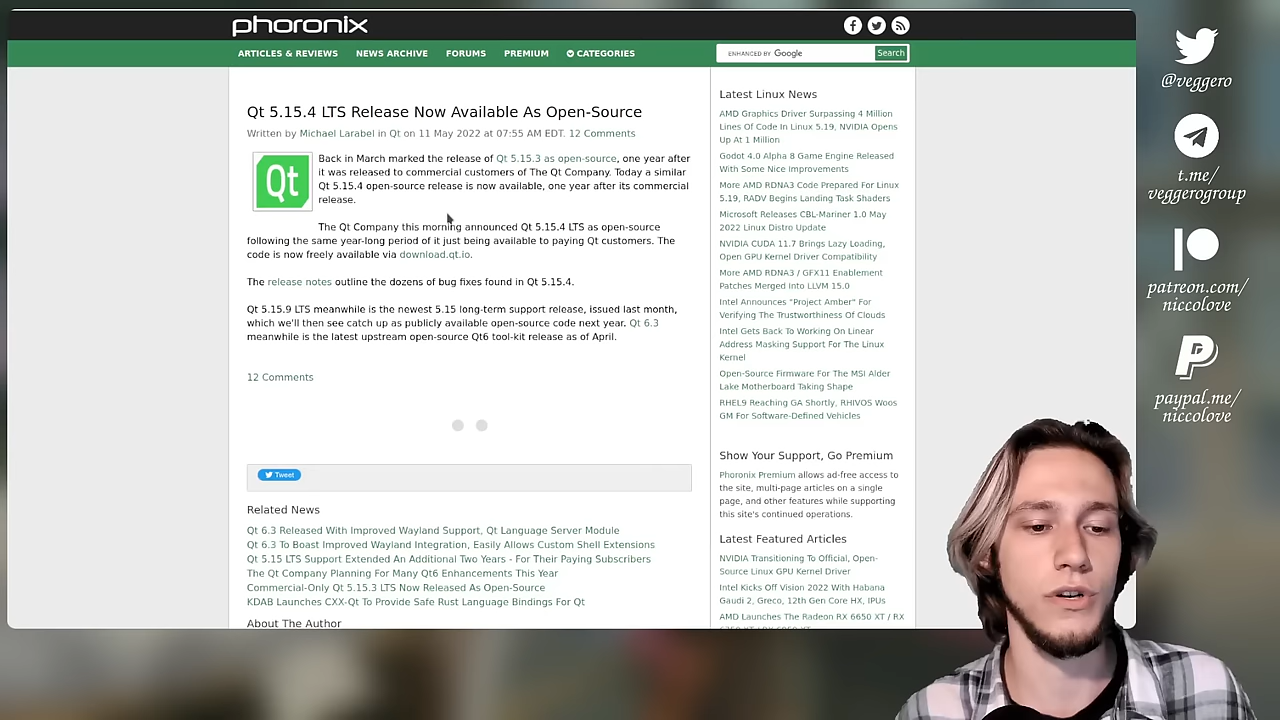 phoronix
ARTICLES & REVIEWS NEWS ARCHIVE FORUMS PREMIUM CATEGORIES
ENHANCED BY Google Search
Qt 5.15.4 LTS Release Now Available As Open-Source
Written by Michael Larabel in Qt on 11 May 2022 at 07:55 AM EDT. 12 Comments
Qt
Back in March marked the release of Qt 5.15.3 as open-source, one year after
it was released to commercial customers of The Qt Company. Today a similar
Qt 5.15.4 open-source release is now available, one year after its commercial
release.
The Qt Company this morning announced Qt 5.15.4 LTS as open-source
following the same year-long period of it just being available to paying Qt customers. The
code is now freely available via download.qt.io.
The release notes outline the dozens of bug fixes found in Qt 5.15.4.
Qt 5.15.9 LTS meanwhile is the newest 5.15 long-term support release, issued last month,
which we'll then see catch up as publicly available open-source code next year. Qt 6.3
meanwhile is the latest upstream open-source Qt6 tool-kit release as of April.
12 Comments
Tweet
Related News
Qt 6.3 Released With Improved Wayland Support, Qt Language Server Module
Qt 6.3 To Boast Improved Wayland Integration, Easily Allows Custom Shell Extensions
Qt 5.15 LTS Support Extended An Additional Two Years - For Their Paying Subscribers
The Qt Company Planning For Many Qt6 Enhancements This Year
Commercial-Only Qt 5.15.3 LTS Now Released As Open-Source
KDAB Launches CXX-Qt To Provide Safe Rust Language Bindings For Qt
About The Author
Latest Linux News
AMD Graphics Driver Surpassing 4 Million
Lines Of Code In Linux 5.19, NVIDIA Opens
Up At 1 Million
Godot 4.0 Alpha 8 Game Engine Released
With Some Nice Improvements
More AMD RDNA3 Code Prepared For Linux
5.19, RADV Begins Landing Task Shaders
Microsoft Releases CBL-Mariner 1.0 May
2022 Linux Distro Update
NVIDIA CUDA 11.7 Brings Lazy Loading,
Open GPU Kernel Driver Compatibility
More AMD RDNA3 / GFX11 Enablement
Patches Merged Into LLVM 15.0
Intel Announces "Project Amber" For
Verifying The Trustworthiness Of Clouds
Intel Gets Back To Working On Linear
Address Masking Support For The Linux
Kernel
Open-Source Firmware For The MSI Alder
Lake Motherboard Taking Shape
RHEL9 Reaching GA Shortly, RHIVOS Woos
GM For Software-Defined Vehicles
Show Your Support, Go Premium
Phoronix Premium allows ad-free access to
the site, multi-page articles on a single
page, and other features while supporting
this site's continued operations.
Latest Featured Articles
NVIDIA Transitioning To Official, Open-
Source Linux GPU Kernel Driver
Intel Kicks Off Vision 2022 With Habana
Gaudi 2, Greco, 12th Gen Core HX, IPUs
AMD Launches The Radeon RX 6650 XT / RX
@veggero
t.me/
veggerogroup
patreon.com/
niccolove
paypal.me/
niccolove